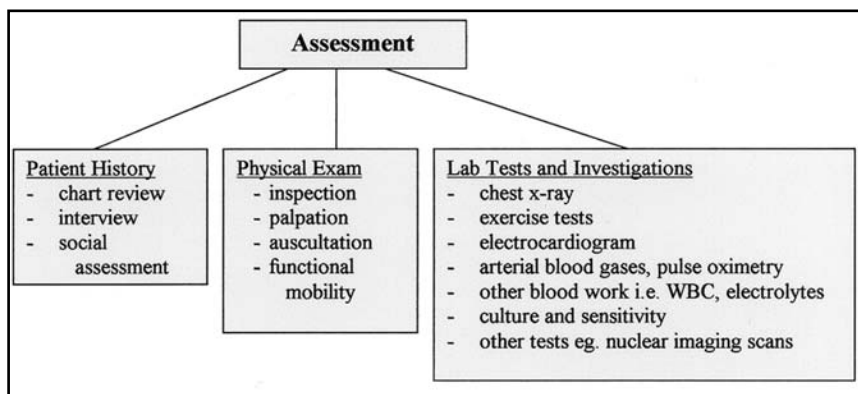 Assessment
Patient History
- chart review
- interview
- social
assessment
Physical Exam
- inspection
- palpation
- auscultation
- functional
mobility
Lab Tests and Investigations
- chest x-ray
- exercise tests
- electrocardiogram
- arterial blood gases, pulse oximetry
- other blood work i.e. WBC, electrolytes
- culture and sensitivity
- other tests eg. nuclear imaging scans